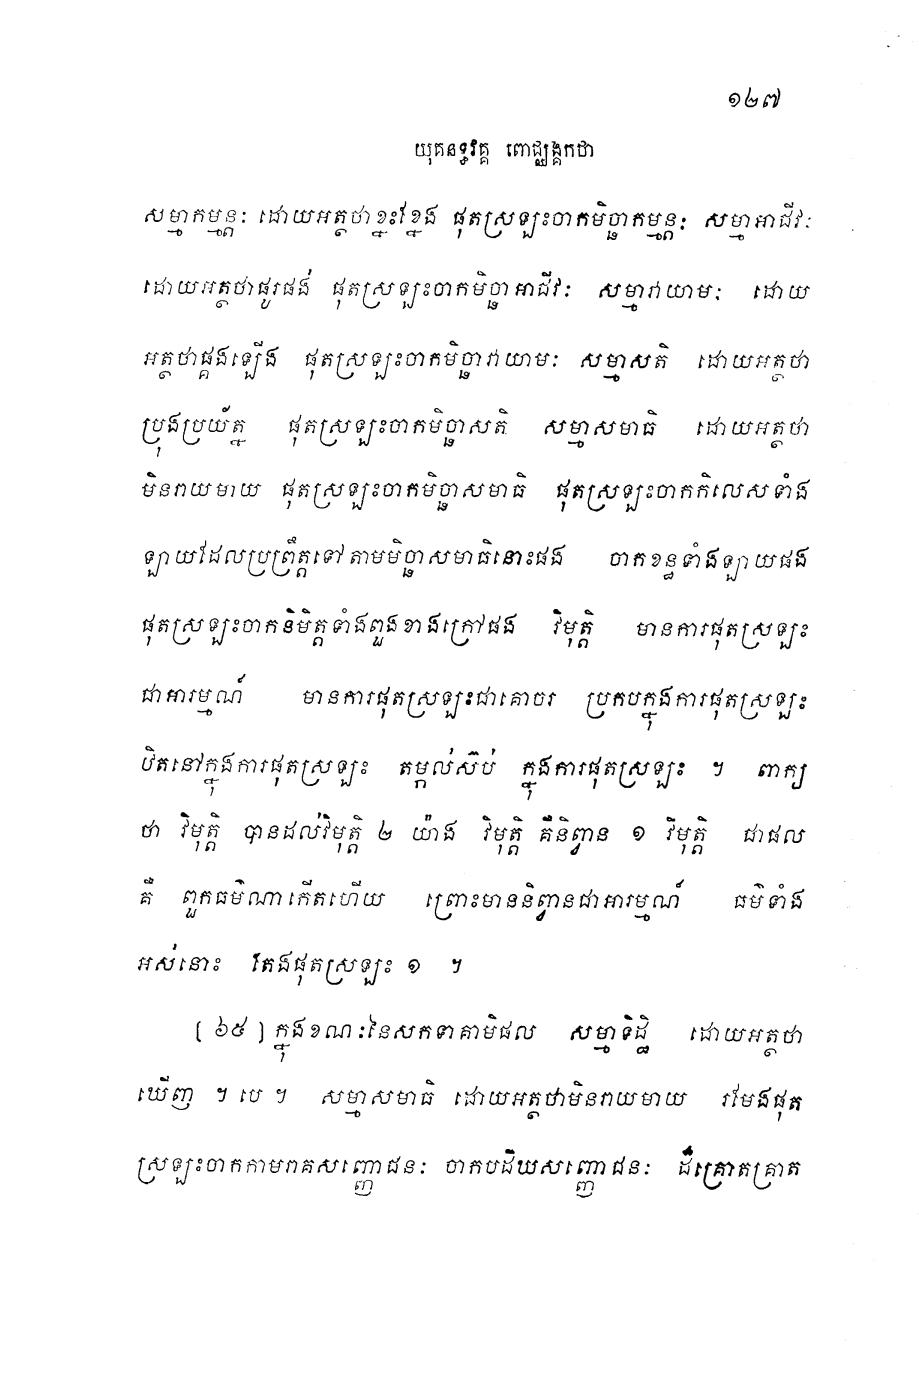 ១២៧
យុគនទ្ធវគ្គ ពោជ្ឈង្គកថា
សម្មាកម្មន្តៈ ដោយអត្ថថាខ្នះខ្នែង ផុតស្រឡះចាកមិច្ឆាកម្មន្តៈ សម្មាអាជីវៈ
ដោយអត្ថថាផូរផង់ ផុតស្រឡះចាកមិច្ឆាអាជីវៈ សម្មាវាយាមៈ ដោយ
អត្ថថាផ្គងឡើង ផុតស្រឡះចាកមិច្ឆាវាយាមៈ សម្មាសតិ ដោយអត្ថថា
ប្រុងប្រយ័ត្ន ផុតស្រឡះចាកមិច្ឆាសតិ សម្មាសមាធិ ដោយអត្ថថា
មិនរាយមាយ ផុតស្រឡះចាកមិច្ឆាសមាធិ ផុតស្រឡះចាកកិលេសទាំង
ឡាយដែលប្រព្រឹត្តទៅតាមមិច្ឆាសមាធិនោះផង ចាកខន្ធទាំងឡាយផង
ផុតស្រឡះចាកនិមិត្តទាំងពួងខាងក្រៅផង វិមុត្តិ មានការផុតស្រឡះ
ជាអារម្មណ៍ មានការផុតស្រឡះជាគោចរ ប្រកបក្នុងការផុតស្រឡះ
ឋិតនៅក្នុងការផុតស្រឡះ តម្កល់ស៊ប់ ក្នុងការផុតស្រឡះ ។ ពាក្យ
ថា វិមុត្តិ បានដល់វិមុត្តិ ២ យ៉ាង វិមុត្តិ គឺនិព្វាន ១ វិមុត្តិ ជាផល
គឺ ពួកធម៌ណាកើតហើយ ព្រោះមាននិព្វានជាអារម្មណ៍ ធម៌ទាំង
អស់នោះ តែងផុតស្រឡះ ១ ។
[ ៦៥ ] ក្នុងខណៈនៃសកទាគាមិផល សម្មាទិដ្ឋិ ដោយអត្ថថា
ឃើញ ។ បេ ។ សម្មាសមាធិ ដោយអត្ថថាមិនរាយមាយ រមែងផុត
ស្រឡះចាកកាមរាគសញ្ញោជនៈ ចាកបដិឃសញ្ញោជនៈ ដ៏គ្រោតគ្រាត